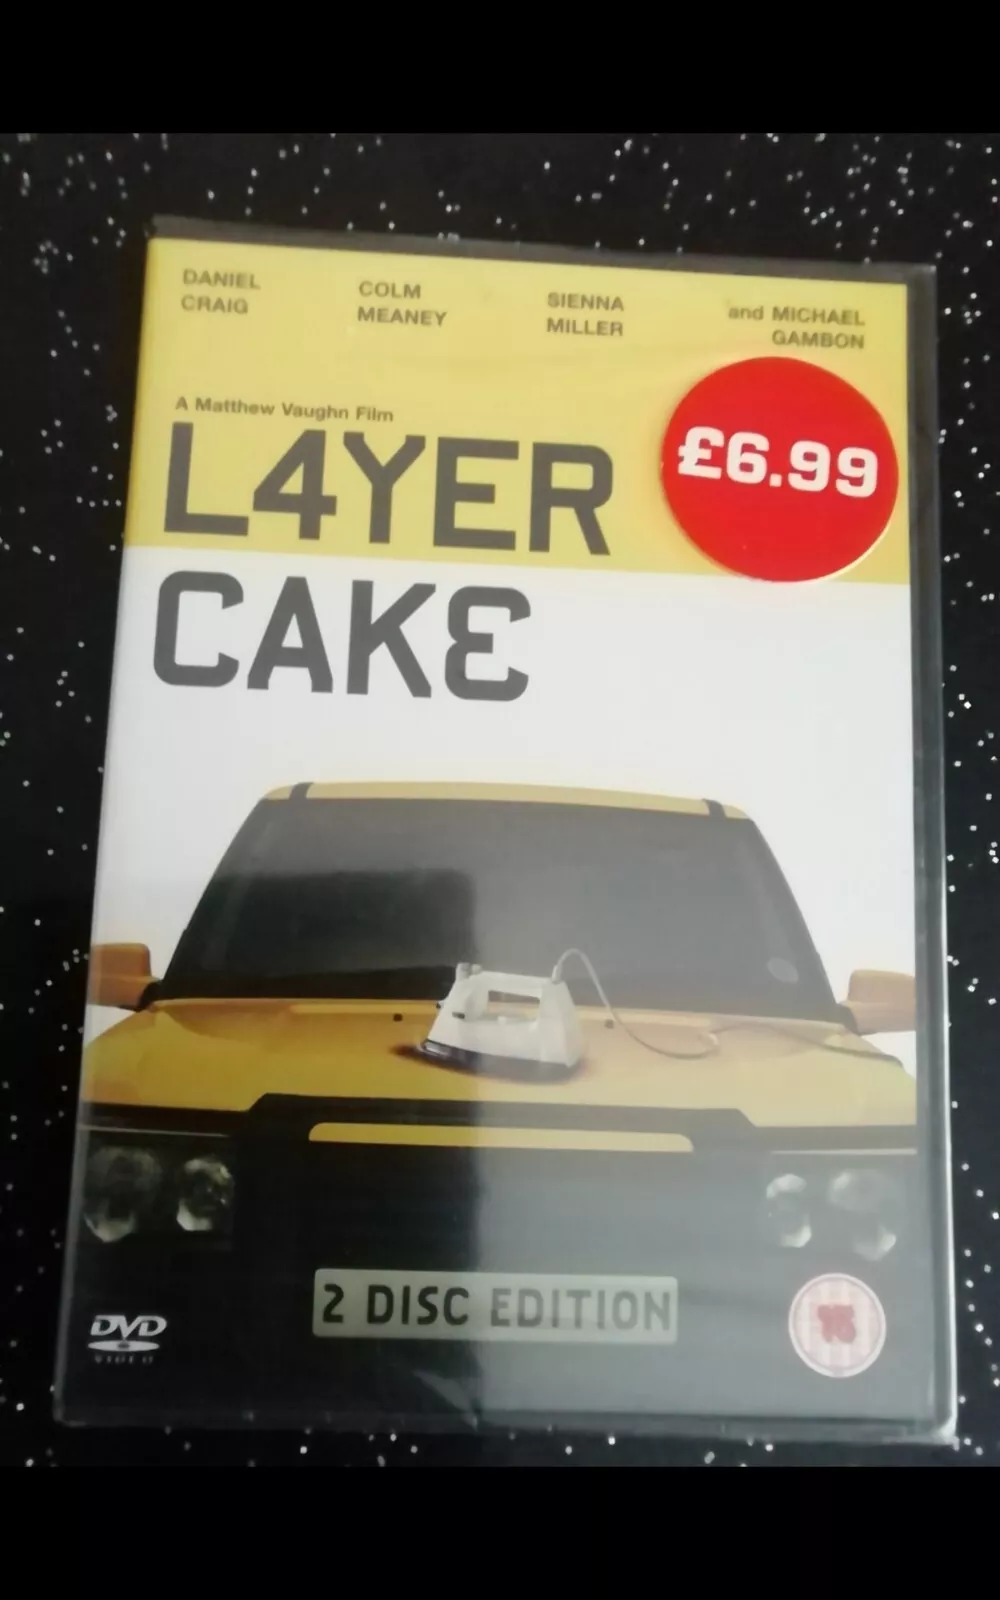 DANIEL CRAIG
COLM MEANEY
SIENNA MILLER
and MICHAEL GAMBON
A Matthew Vaughn Film
L4YER
CAKE
£6.99
2 DISC EDITION
DVD
VIDEO
15